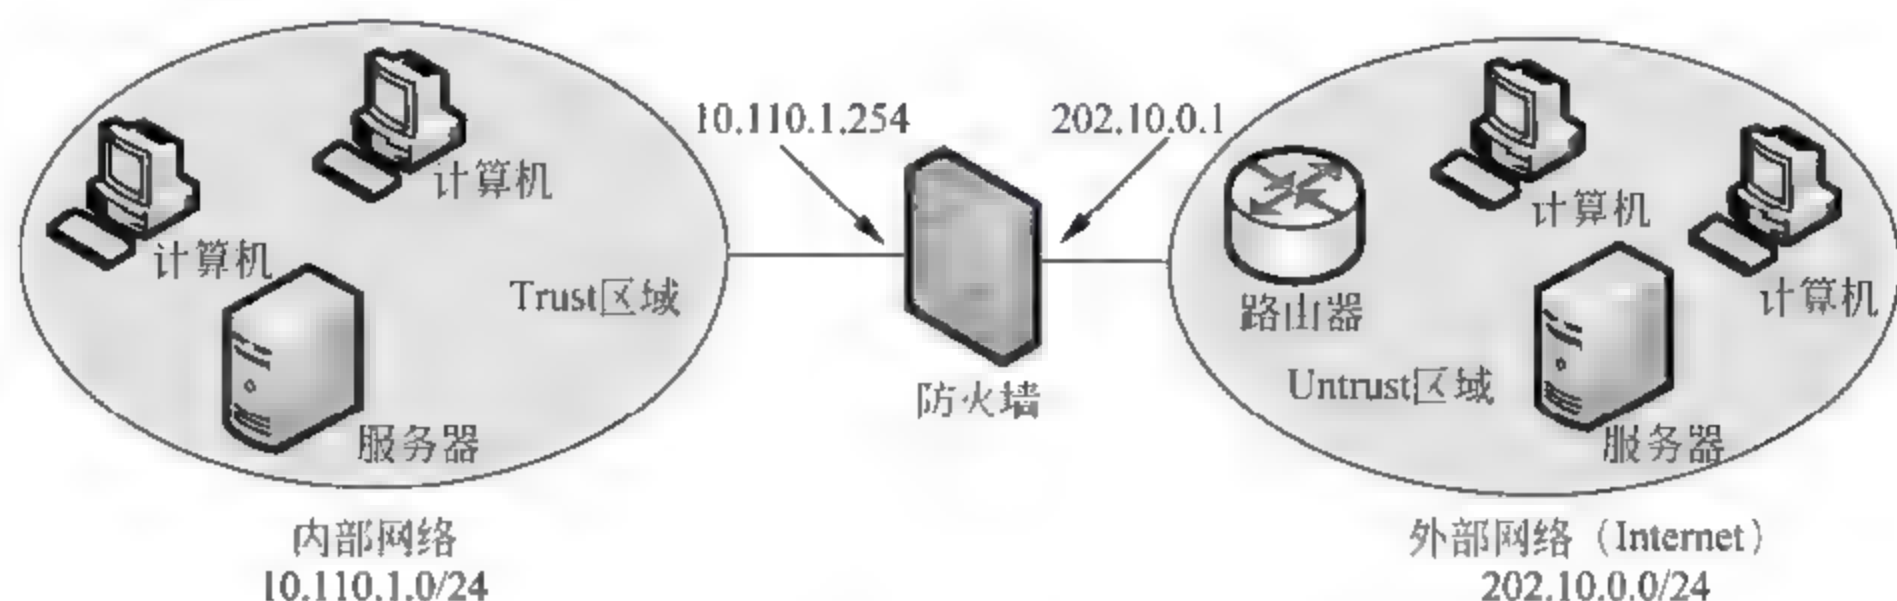 10.110.1.254
202.10.0.1
计算机
计算机
Trust区域
服务器
防火墙
路由器
计算机
计算机
Untrust区域
服务器
内部网络
10.110.1.0/24
外部网络（Internet）
202.10.0.0/24